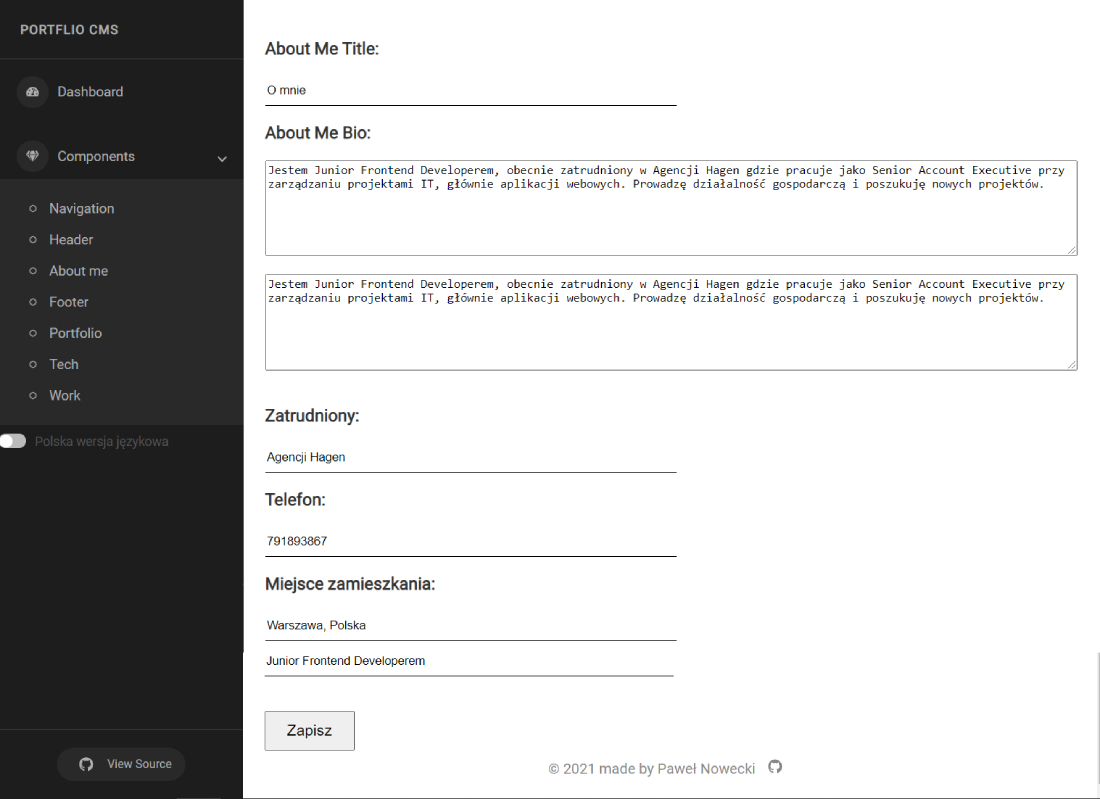 PORTFLIO CMS
Dashboard
Components
Navigation
Header
About me
Footer
Portfolio
Tech
Work
Polska wersja językowa
View Source
About Me Title:
O mnie
About Me Bio:
Jestem Junior Frontend Developerem, obecnie zatrudniony w Agencji Hagen gdzie pracuje jako Senior Account Executive przy
zarządzaniu projektami IT, głównie aplikacji webowych. Prowadzę działalność gospodarczą i poszukuję nowych projektów.
Jestem Junior Frontend Developerem, obecnie zatrudniony w Agencji Hagen gdzie pracuje jako Senior Account Executive przy
zarządzaniu projektami IT, głównie aplikacji webowych. Prowadzę działalność gospodarczą i poszukuję nowych projektów.
Zatrudniony:
Agencji Hagen
Telefon:
791893867
Miejsce zamieszkania:
Warszawa, Polska
Junior Frontend Developerem
Zapisz
© 2021 made by Paweł Nowecki